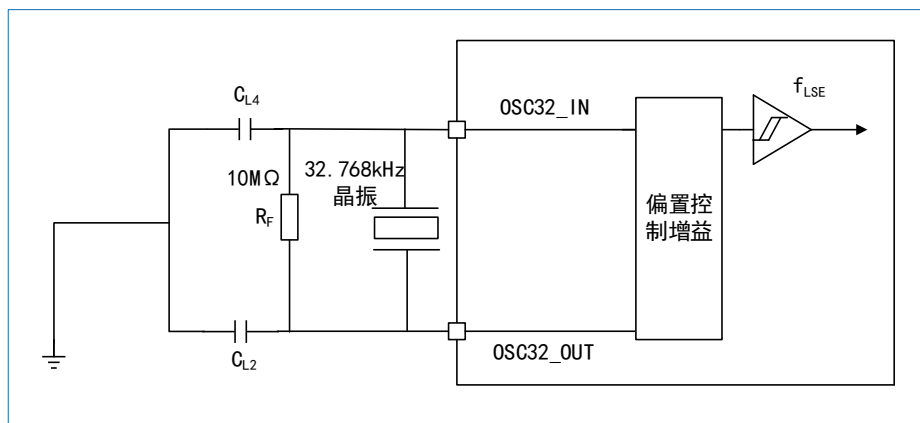 C_L4
10MΩ
R_F
32.768kHz
晶振
C_L2
OSC32_IN
OSC32_OUT
偏置控
制增益
f_LSE